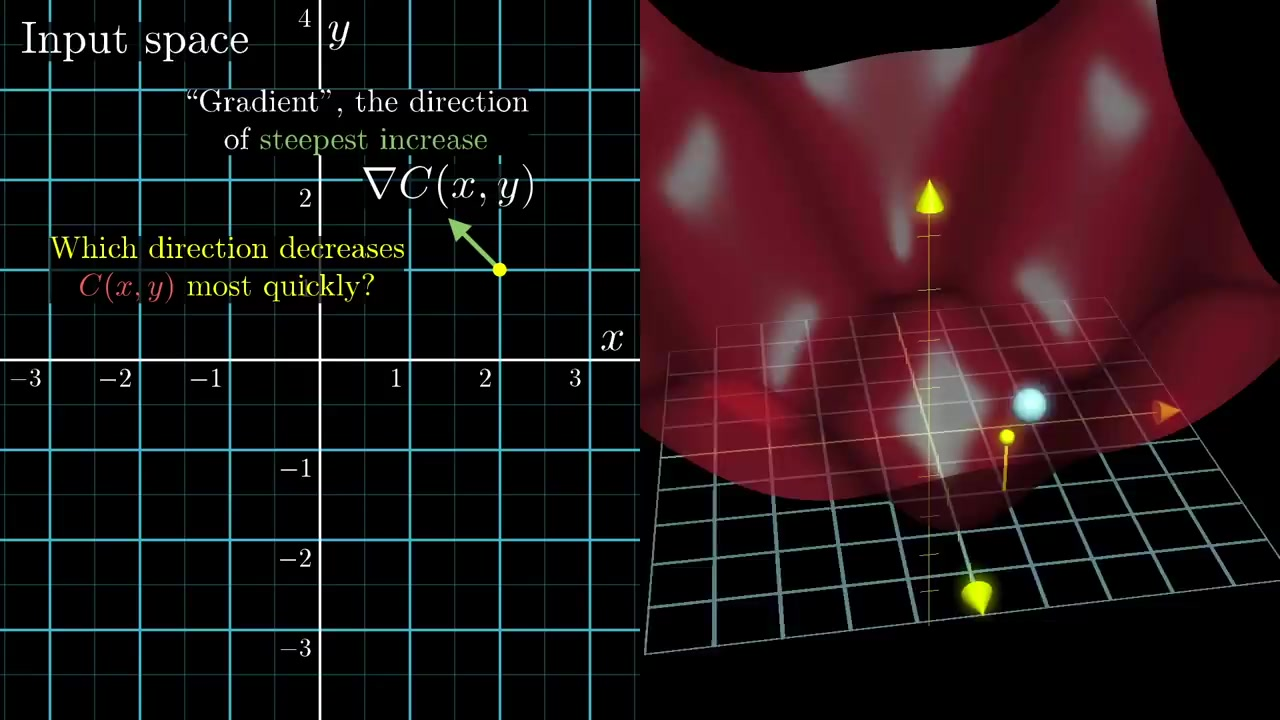 Input space
4
y
“Gradient”, the direction
of steepest increase
∇C(x, y)
2
Which direction decreases
C(x, y) most quickly?
x
−3 −2 −1 1 2 3
−1
−2
−3